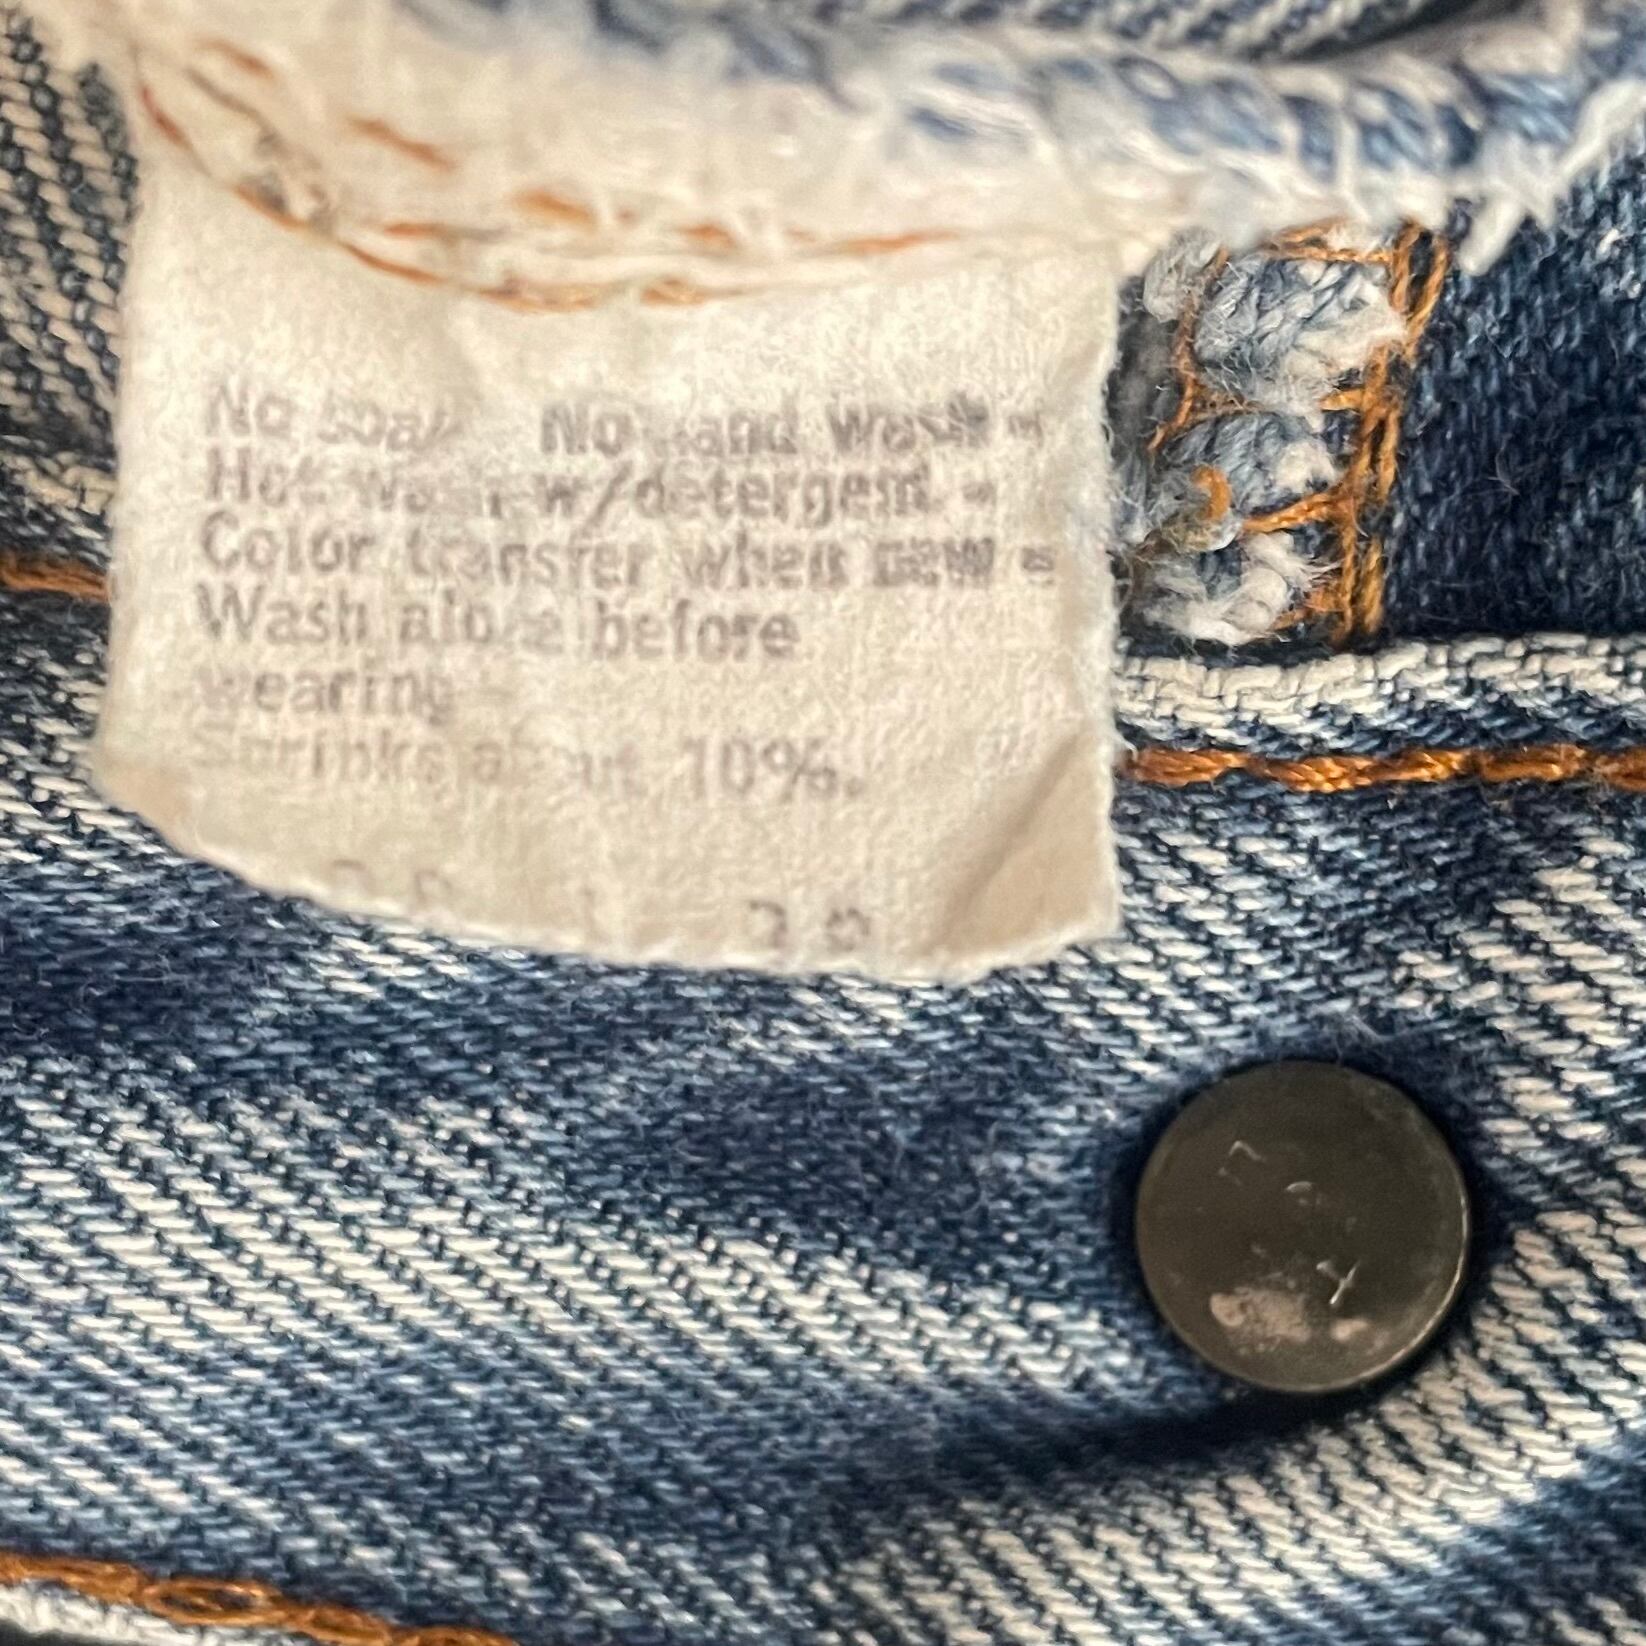 No soak No Hand Wash -
Hot wash w/detergent -
Color transfer when new -
Wash alone before
wearing
Shrinks about 10%.